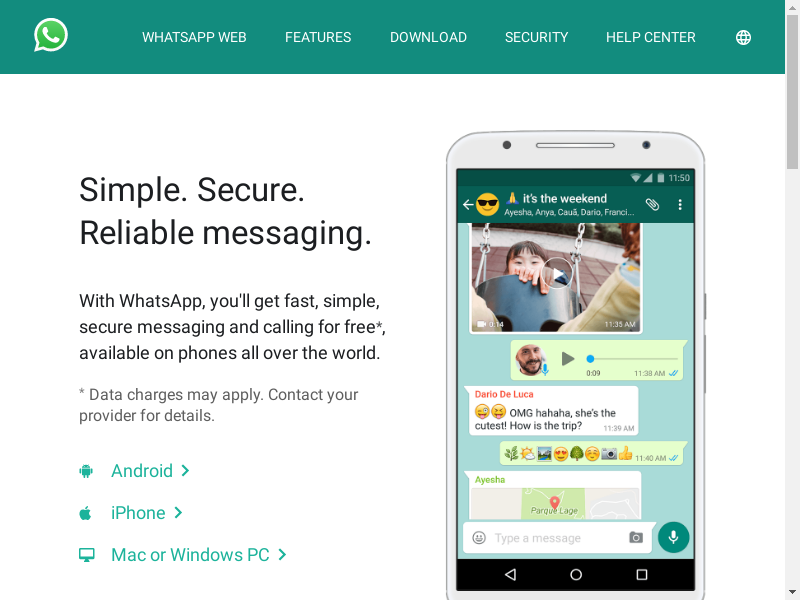 WHATSAPP WEB
FEATURES
DOWNLOAD
SECURITY
HELP CENTER
Simple. Secure.
Reliable messaging.
With WhatsApp, you'll get fast, simple,
secure messaging and calling for free*,
available on phones all over the world.
* Data charges may apply. Contact your
provider for details.
Android
iPhone
Mac or Windows PC
11:50
it's the weekend
Ayesha, Anya, Cauã, Dario, Franci...
0:14
11:35 AM
0:09
11:38 AM
Dario De Luca
OMG hahaha, she's the
cutest! How is the trip?
11:39 AM
11:40 AM
Ayesha
Parque Lage
Type a message